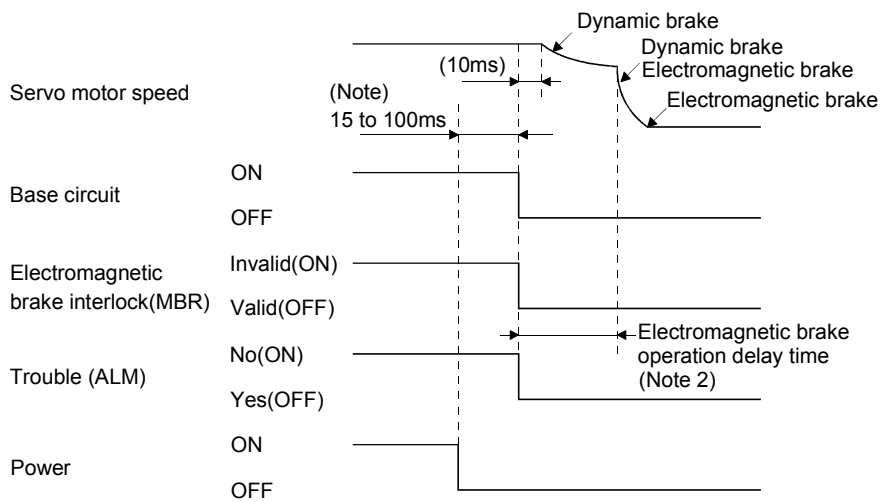 Dynamic brake
Dynamic brake
Electromagnetic brake
Electromagnetic brake
(10ms)
Servo motor speed
(Note)
15 to 100ms
Base circuit
ON
OFF
Electromagnetic
brake interlock(MBR)
Invalid(ON)
Valid(OFF)
Electromagnetic brake
operation delay time
(Note 2)
Trouble (ALM)
No(ON)
Yes(OFF)
Power
ON
OFF